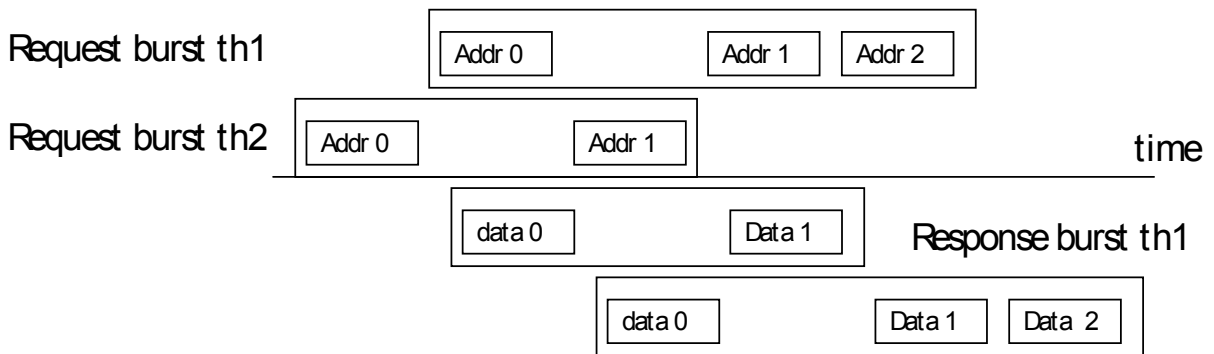 Request burst th1
Addr 0 Addr 1 Addr 2
Request burst th2
Addr 0 Addr 1
time
data 0 Data 1
Response burst th1
data 0 Data 1 Data 2